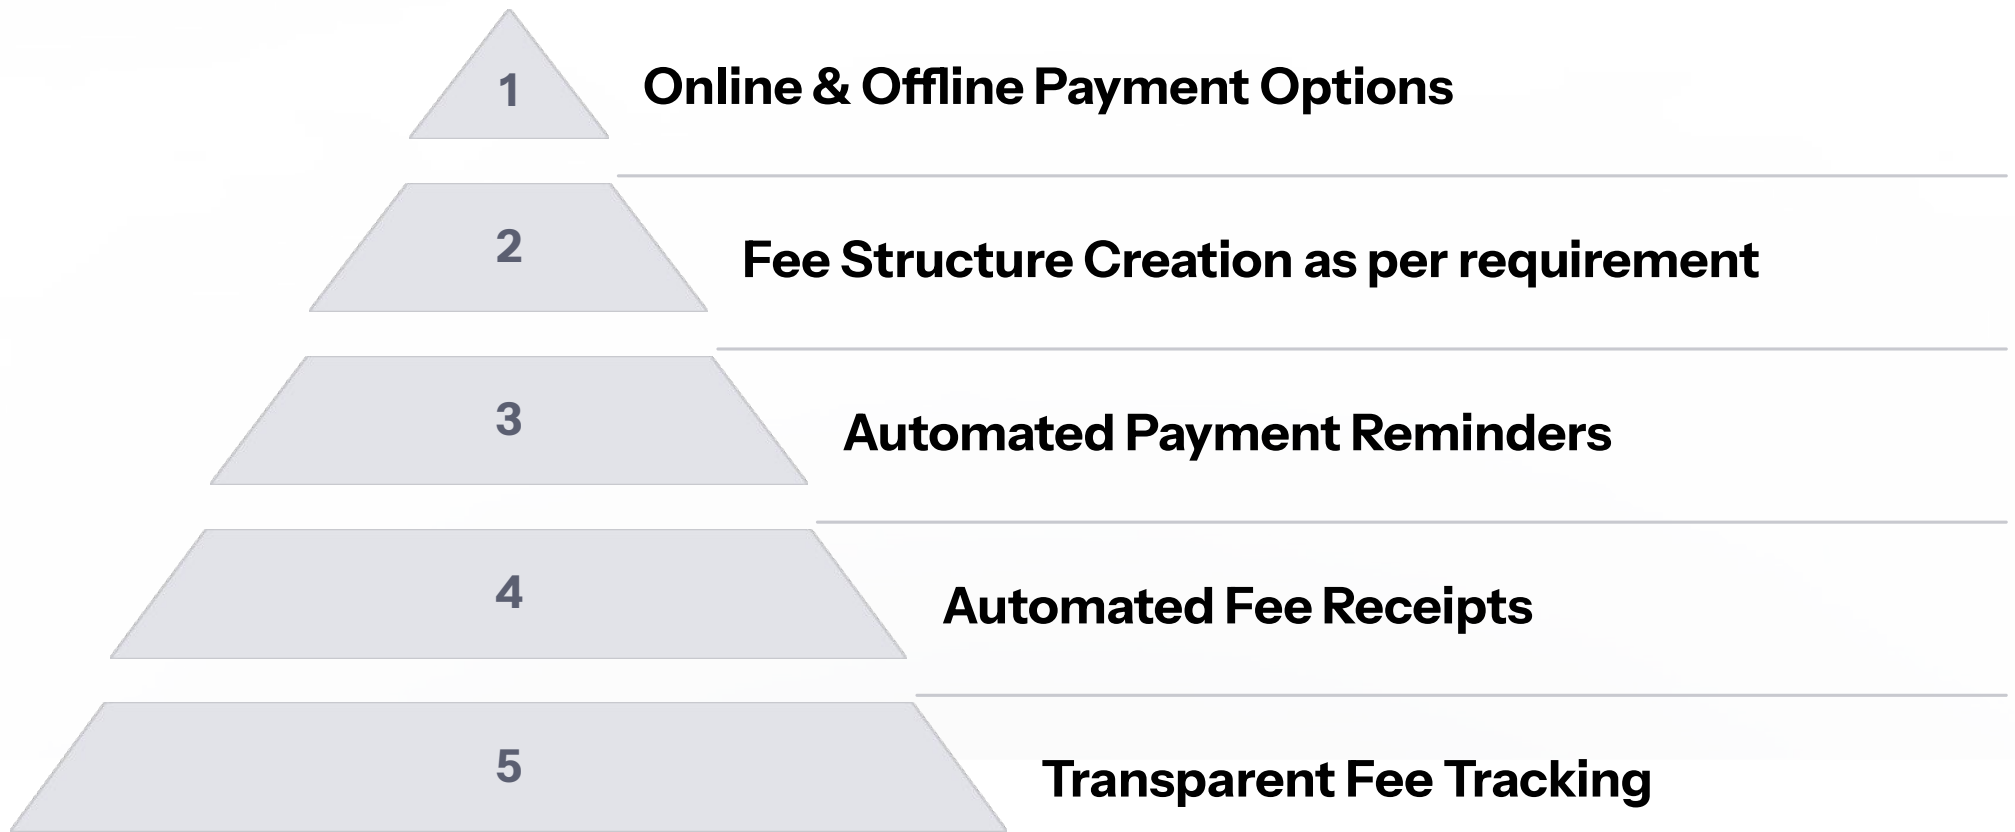 1
Online & Offline Payment Options
2
Fee Structure Creation as per requirement
3
Automated Payment Reminders
4
Automated Fee Receipts
5
Transparent Fee Tracking